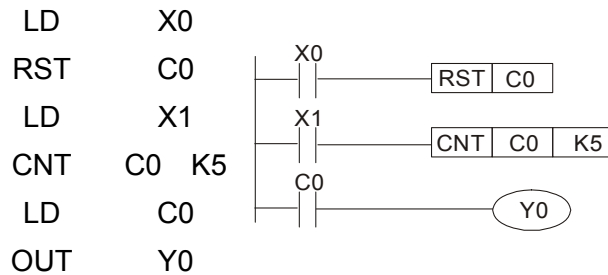 LD X0
RST C0
LD X1
CNT C0 K5
LD C0
OUT Y0
X0
RST C0
X1
CNT C0 K5
C0
Y0